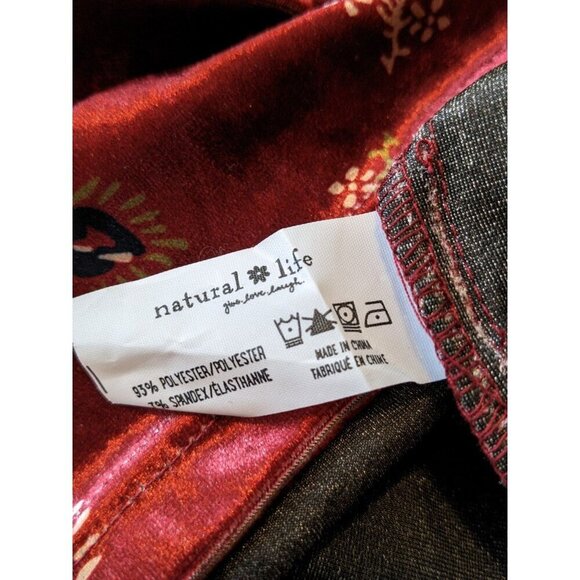 natural life
give love laugh
93% POLYESTER/POLYESTER
7% SPANDEX/ÉLASTHANNE
MADE IN CHINA
FABRIQUÉ EN CHINE